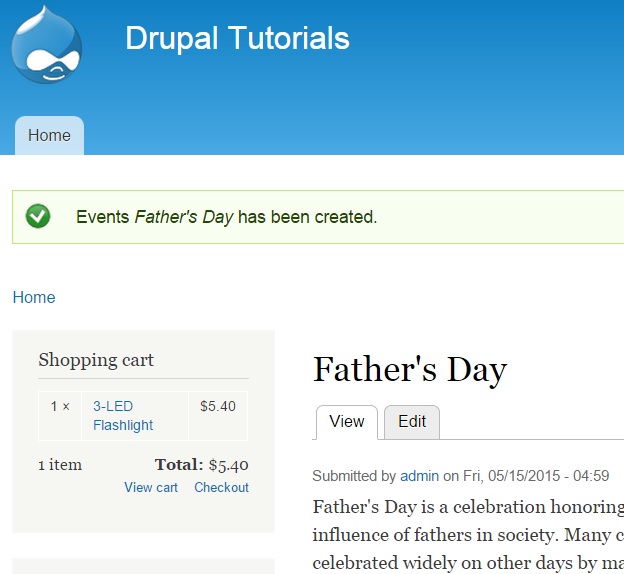 Drupal Tutorials
Home
Events Father's Day has been created.
Home
Shopping cart
1 × 3-LED $5.40
Flashlight
1 item Total: $5.40
View cart Checkout
Father's Day
View Edit
Submitted by admin on Fri, 05/15/2015 - 04:59
Father's Day is a celebration honoring
influence of fathers in society. Many
celebrated widely on other days by